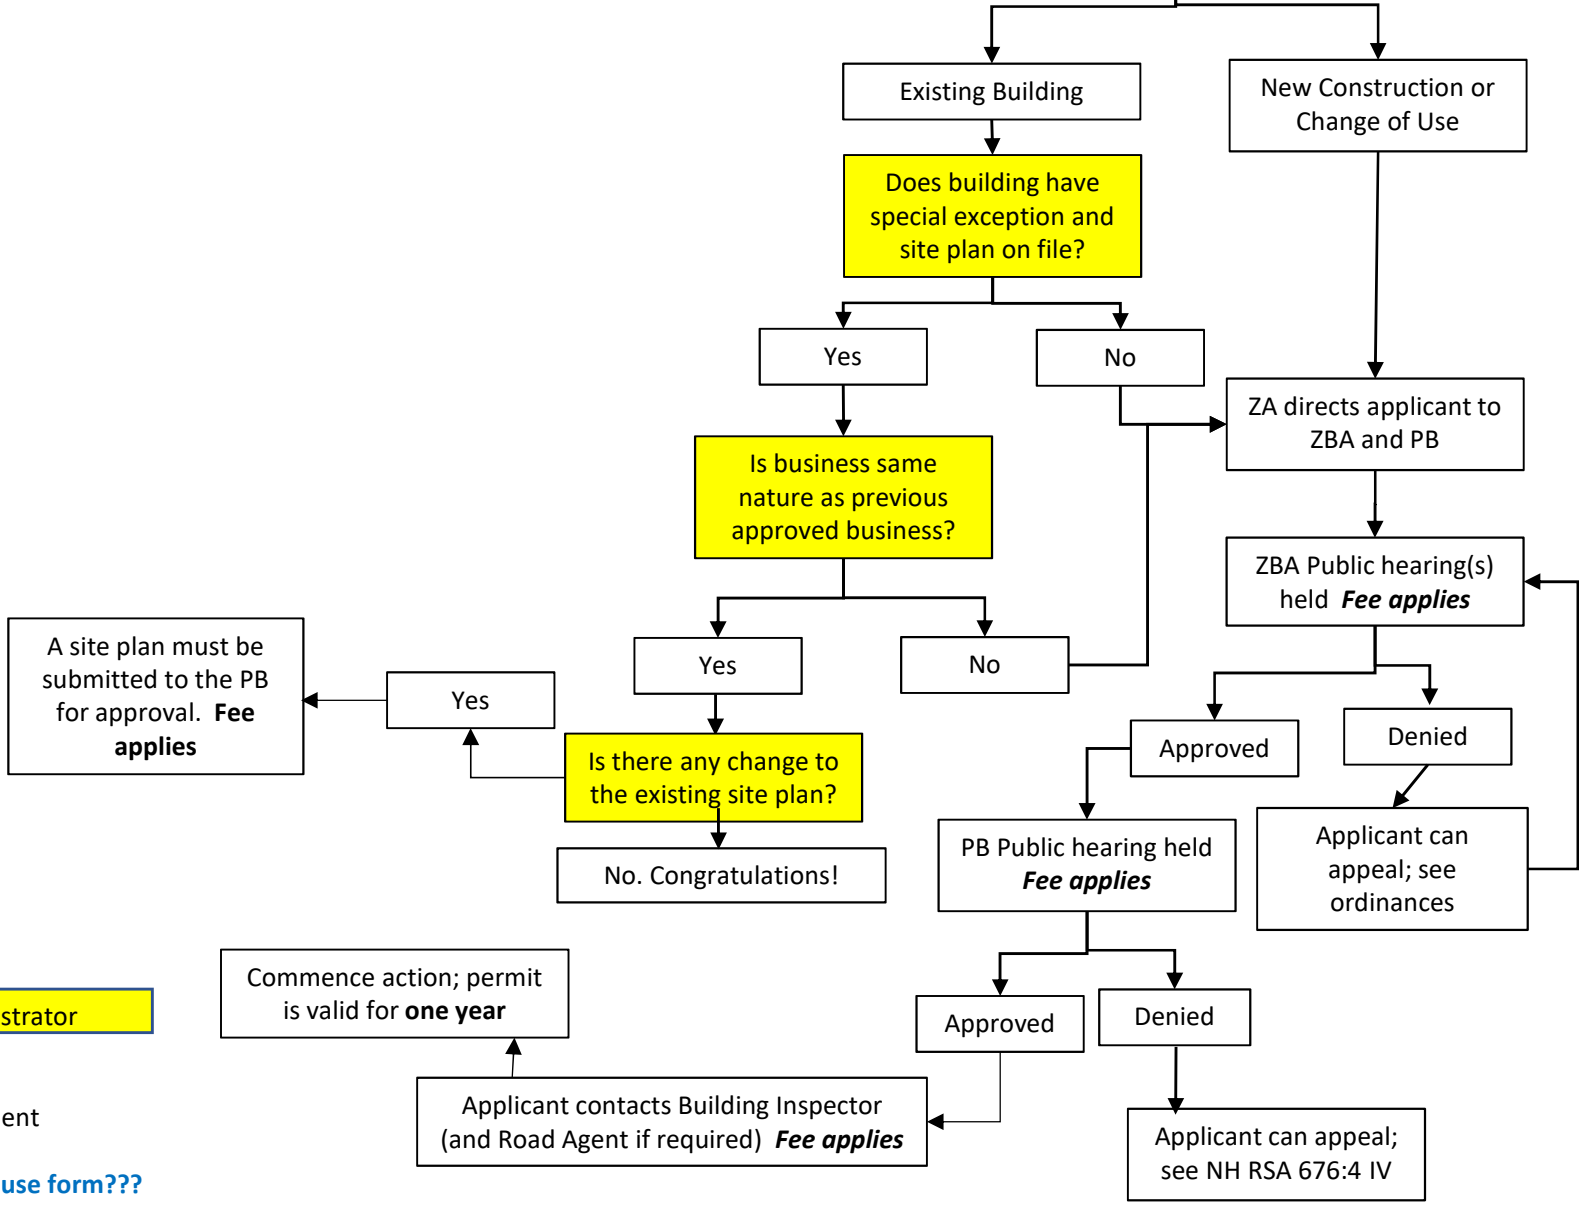 Existing Building
New Construction or
Change of Use
Does building have
special exception and
site plan on file?
Yes
No
ZA directs applicant to
ZBA and PB
Is business same
nature as previous
approved business?
ZBA Public hearing(s)
held Fee applies
A site plan must be
submitted to the PB
for approval. Fee
applies
Yes
Yes
No
Approved
Denied
Is there any change to
the existing site plan?
No. Congratulations!
PB Public hearing held
Fee applies
Applicant can
appeal; see
ordinances
Commence action; permit
is valid for one year
strator
Approved
Denied
Applicant contacts Building Inspector
(and Road Agent if required) Fee applies
ent
Applicant can appeal;
see NH RSA 676:4 IV
use form???